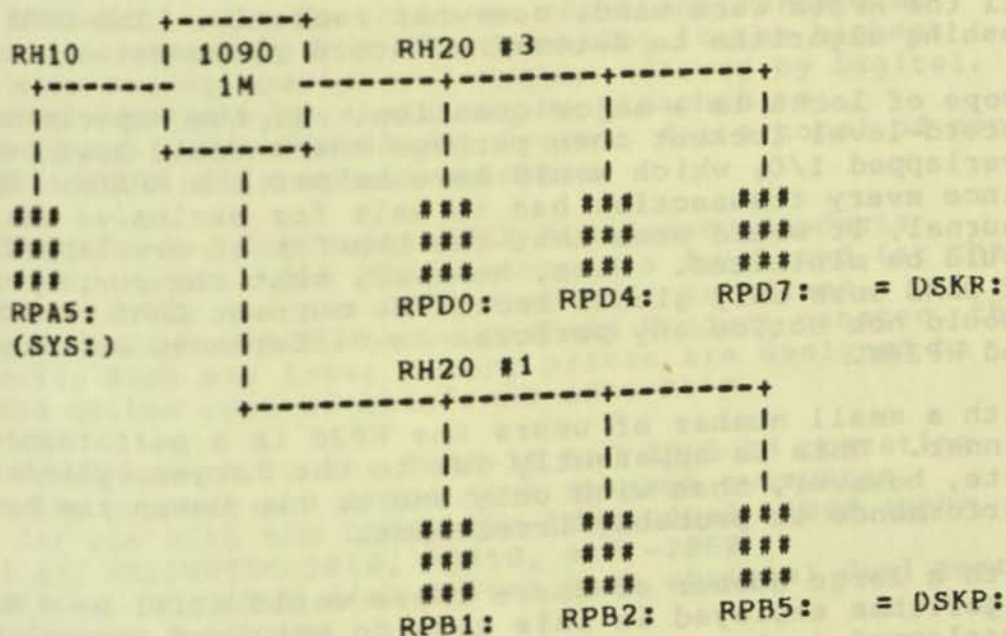 +-------+
RH10 | 1090 | RH20 #3
+------- 1M -------+-------+-------+
| | | | | |
| +---+---+ | | |
| | | | |
### | ### ### ###
### | ### ### ###
### | ### ### ###
RPA5: | RPD0: RPD4: RPD7: = DSKR:
(SYS:) |
| RH20 #1
+---------+-------+-------+
| | |
| | |
### ### ###
### ### ###
### ### ###
RPB1: RPB2: RPB5: = DSKP: